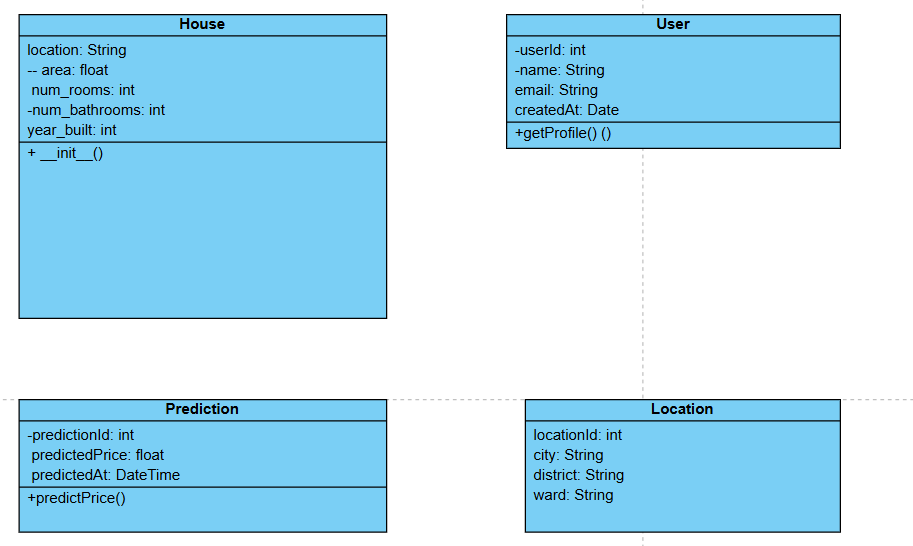 House
location: String
-- area: float
num_rooms: int
-num_bathrooms: int
year_built: int
+ __init__()
User
-userId: int
-name: String
email: String
createdAt: Date
+getProfile() ()
Prediction
-predictionId: int
predictedPrice: float
predictedAt: DateTime
+predictPrice()
Location
locationId: int
city: String
district: String
ward: String